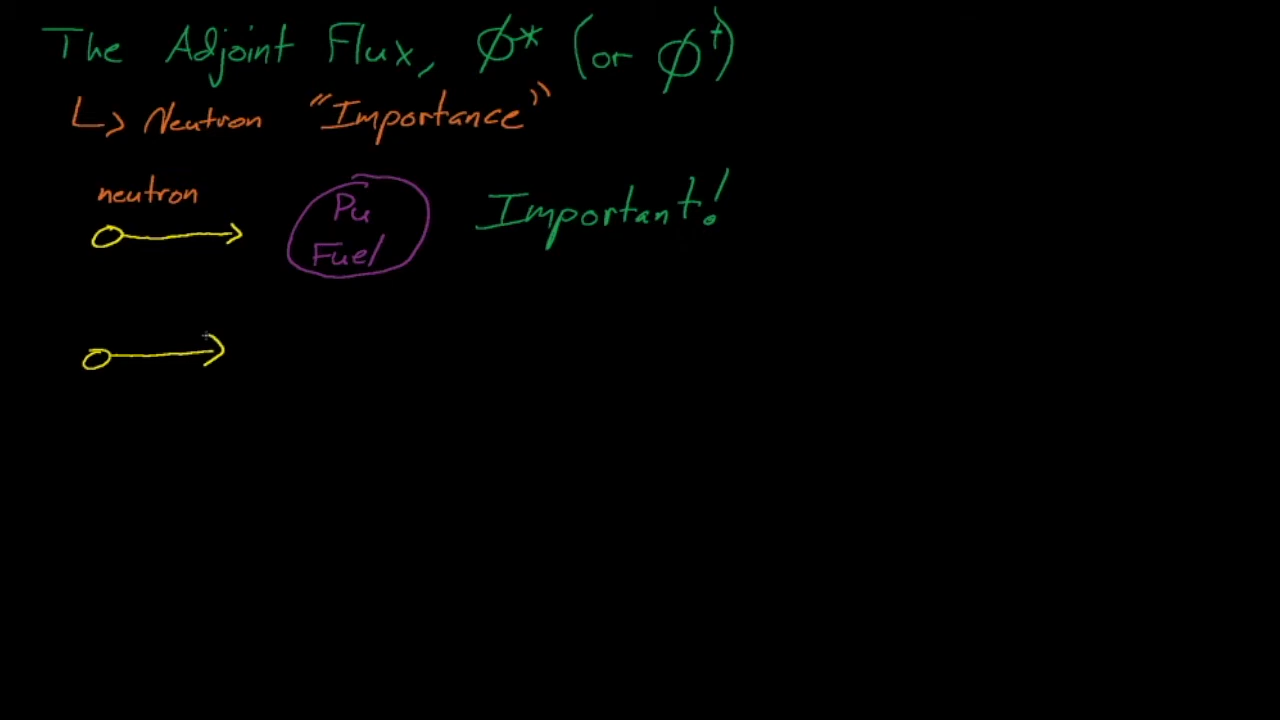 The Adjoint Flux, φ* (or φ†)
↳ Neutron "Importance"
neutron
Pu
Fuel
Important!